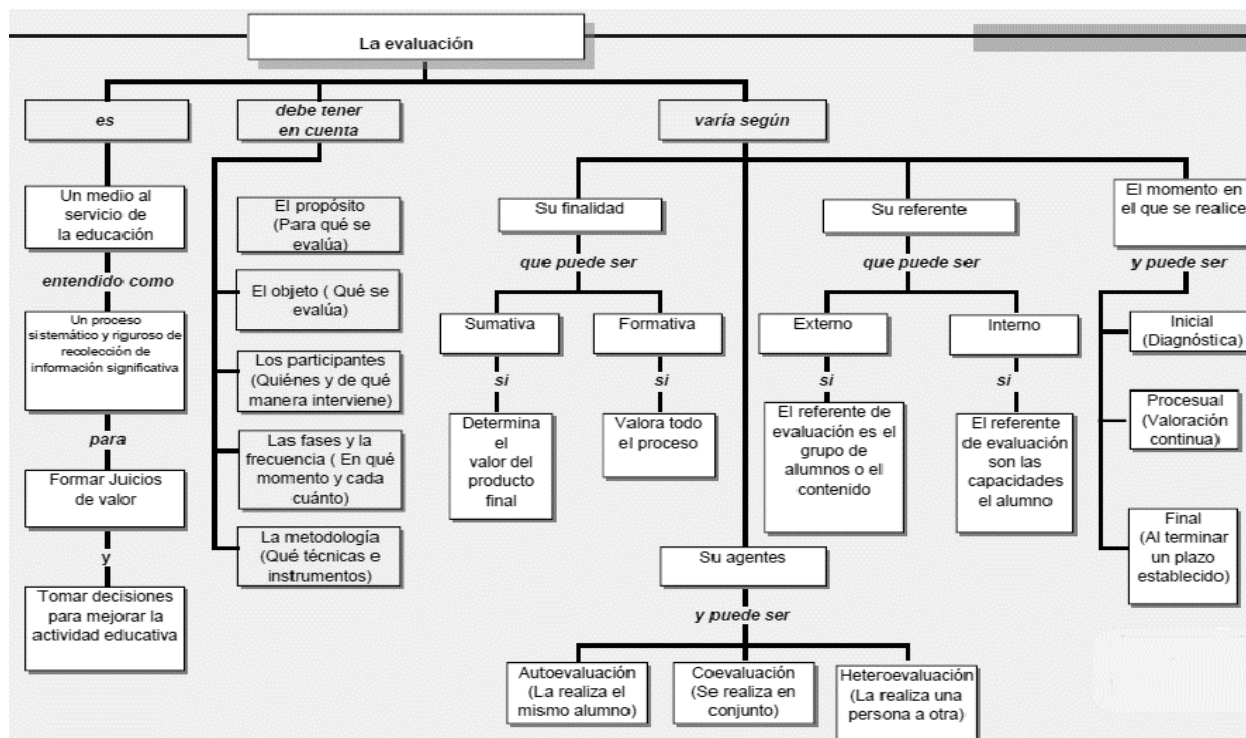 La evaluación
es
debe tener
en cuenta
varía según
Un medio al
servicio de
la educación
entendido como
Un proceso
sistemático y riguroso de
recolección de
información significativa
para
Formar Juicios
de valor
y
Tomar decisiones
para mejorar la
actividad educativa
El propósito
(Para qué se
evalúa)
El objeto ( Qué se
evalúa)
Los participantes
(Quiénes y de qué
manera interviene)
Las fases y la
frecuencia ( En qué
momento y cada
cuánto)
La metodología
(Qué técnicas e
instrumentos)
Su finalidad
que puede ser
Sumativa
si
Determina
el
valor del
producto
final
Formativa
si
Valora todo
el proceso
Su referente
que puede ser
Externo
si
El referente de
evaluación es el
grupo de
alumnos o el
contenido
Interno
si
El referente
de evaluación
son las
capacidades
el alumno
El momento en
el que se realice
y puede ser
Inicial
(Diagnóstica)
Procesual
(Valoración
continua)
Final
(Al terminar
un plazo
establecido)
Su agentes
y puede ser
Autoevaluación
(La realiza el
mismo alumno)
Coevaluación
(Se realiza en
conjunto)
Heteroevaluación
(La realiza una
persona a otra)